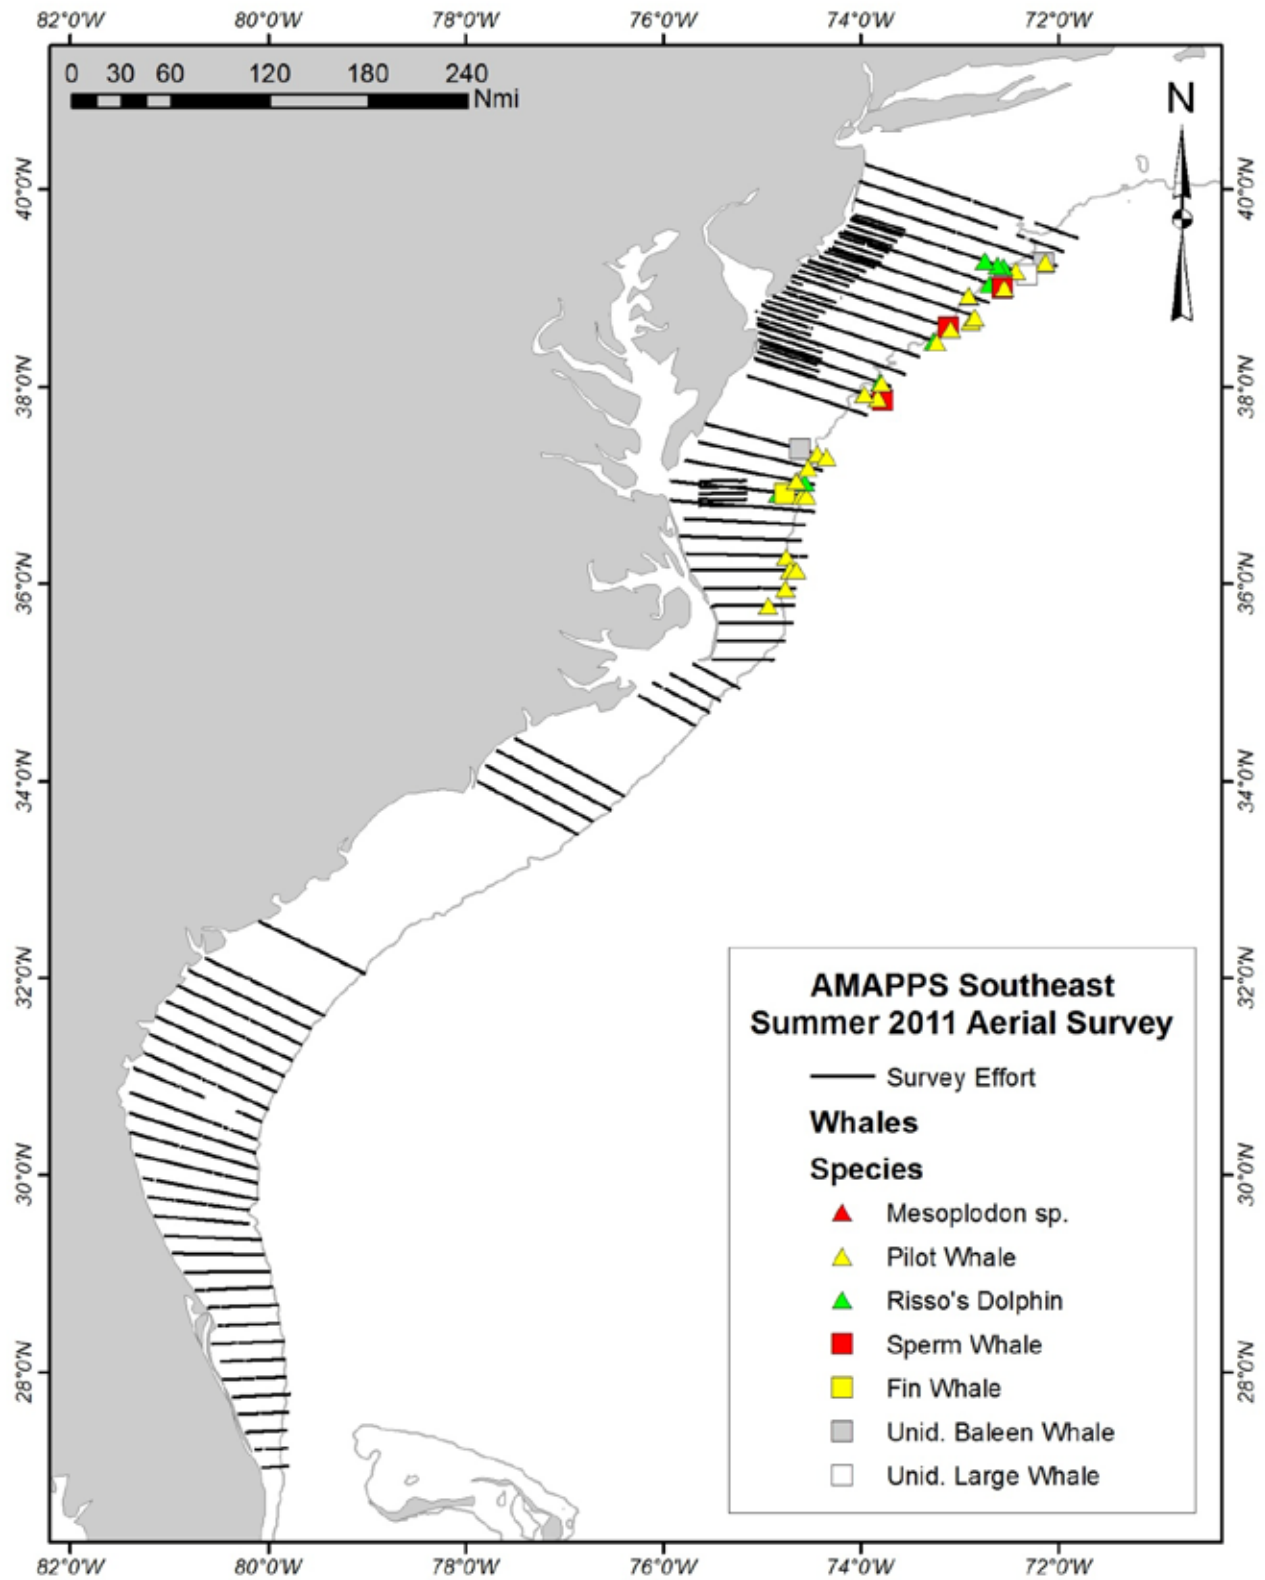 82°0'W 80°0'W 78°0'W 76°0'W 74°0'W 72°0'W
0 30 60 120 180 240
Nmi
N
40°0'N 40°0'N
38°0'N 38°0'N
36°0'N 36°0'N
34°0'N 34°0'N
32°0'N 32°0'N
30°0'N 30°0'N
28°0'N 28°0'N
AMAPPS Southeast
Summer 2011 Aerial Survey
Survey Effort
Whales
Species
Mesoplodon sp.
Pilot Whale
Risso's Dolphin
Sperm Whale
Fin Whale
Unid. Baleen Whale
Unid. Large Whale
82°0'W 80°0'W 78°0'W 76°0'W 74°0'W 72°0'W